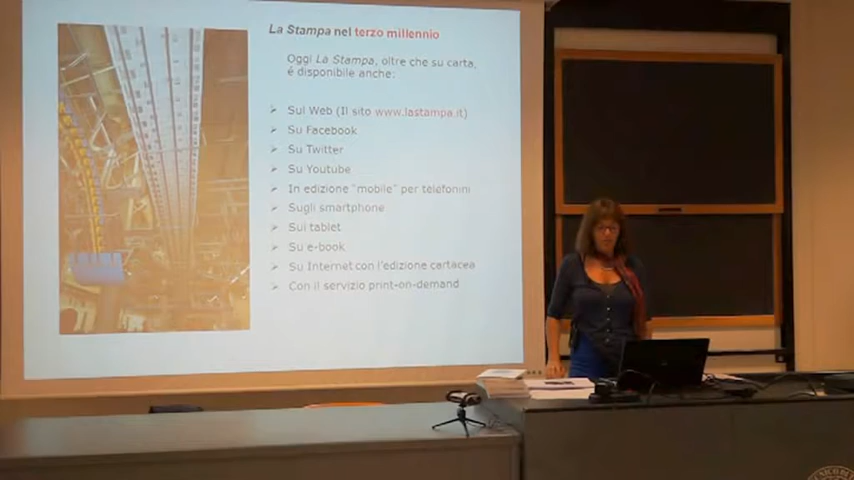 La Stampa nel terzo millennio
Oggi La Stampa, oltre che su carta,
é disponibile anche:
Sul Web (Il sito www.lastampa.it)
Su Facebook
Su Twitter
Su Youtube
In edizione "mobile" per telefonini
Sugli smartphone
Sui tablet
Su e-book
Su Internet con l'edizione cartacea
Con il servizio print-on-demand